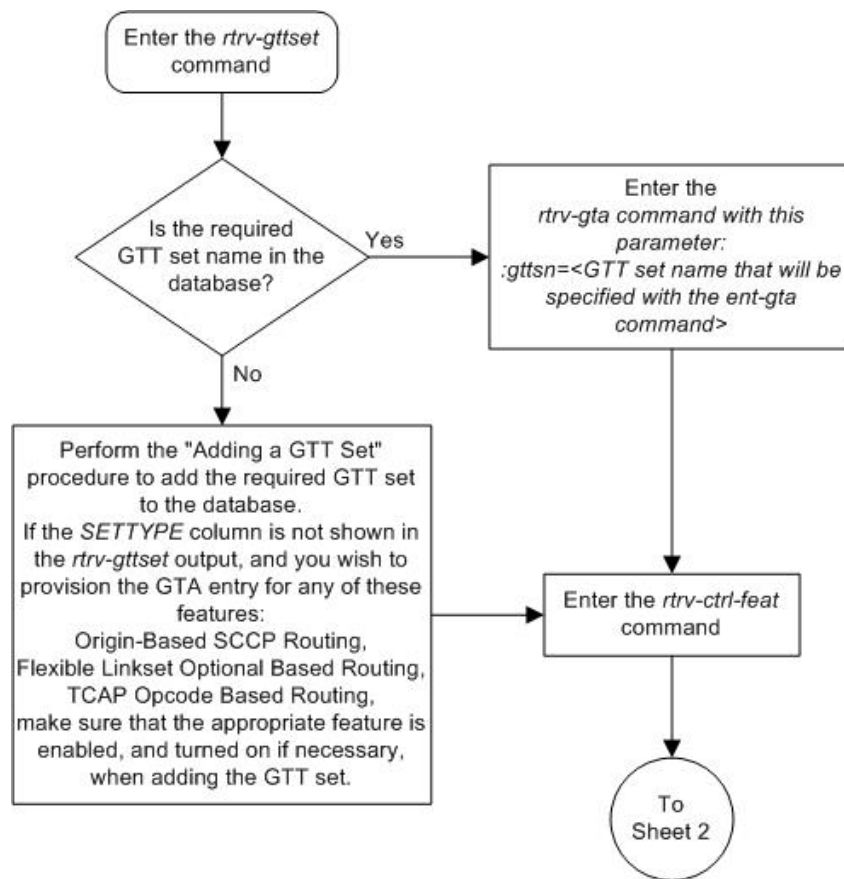 Enter the rtrv-gttset
command
Is the required
GTT set name in the
database?
Yes
Enter the
rtrv-gta command with this
parameter:
:gttsn=<GTT set name that will be
specified with the ent-gta
command>
No
Perform the "Adding a GTT Set"
procedure to add the required GTT set
to the database.
If the SETTYPE column is not shown in
the rtrv-gttset output, and you wish to
provision the GTA entry for any of these
features:
Origin-Based SCCP Routing,
Flexible Linkset Optional Based Routing,
TCAP Opcode Based Routing,
make sure that the appropriate feature is
enabled, and turned on if necessary,
when adding the GTT set.
Enter the rtrv-ctrl-feat
command
To
Sheet 2